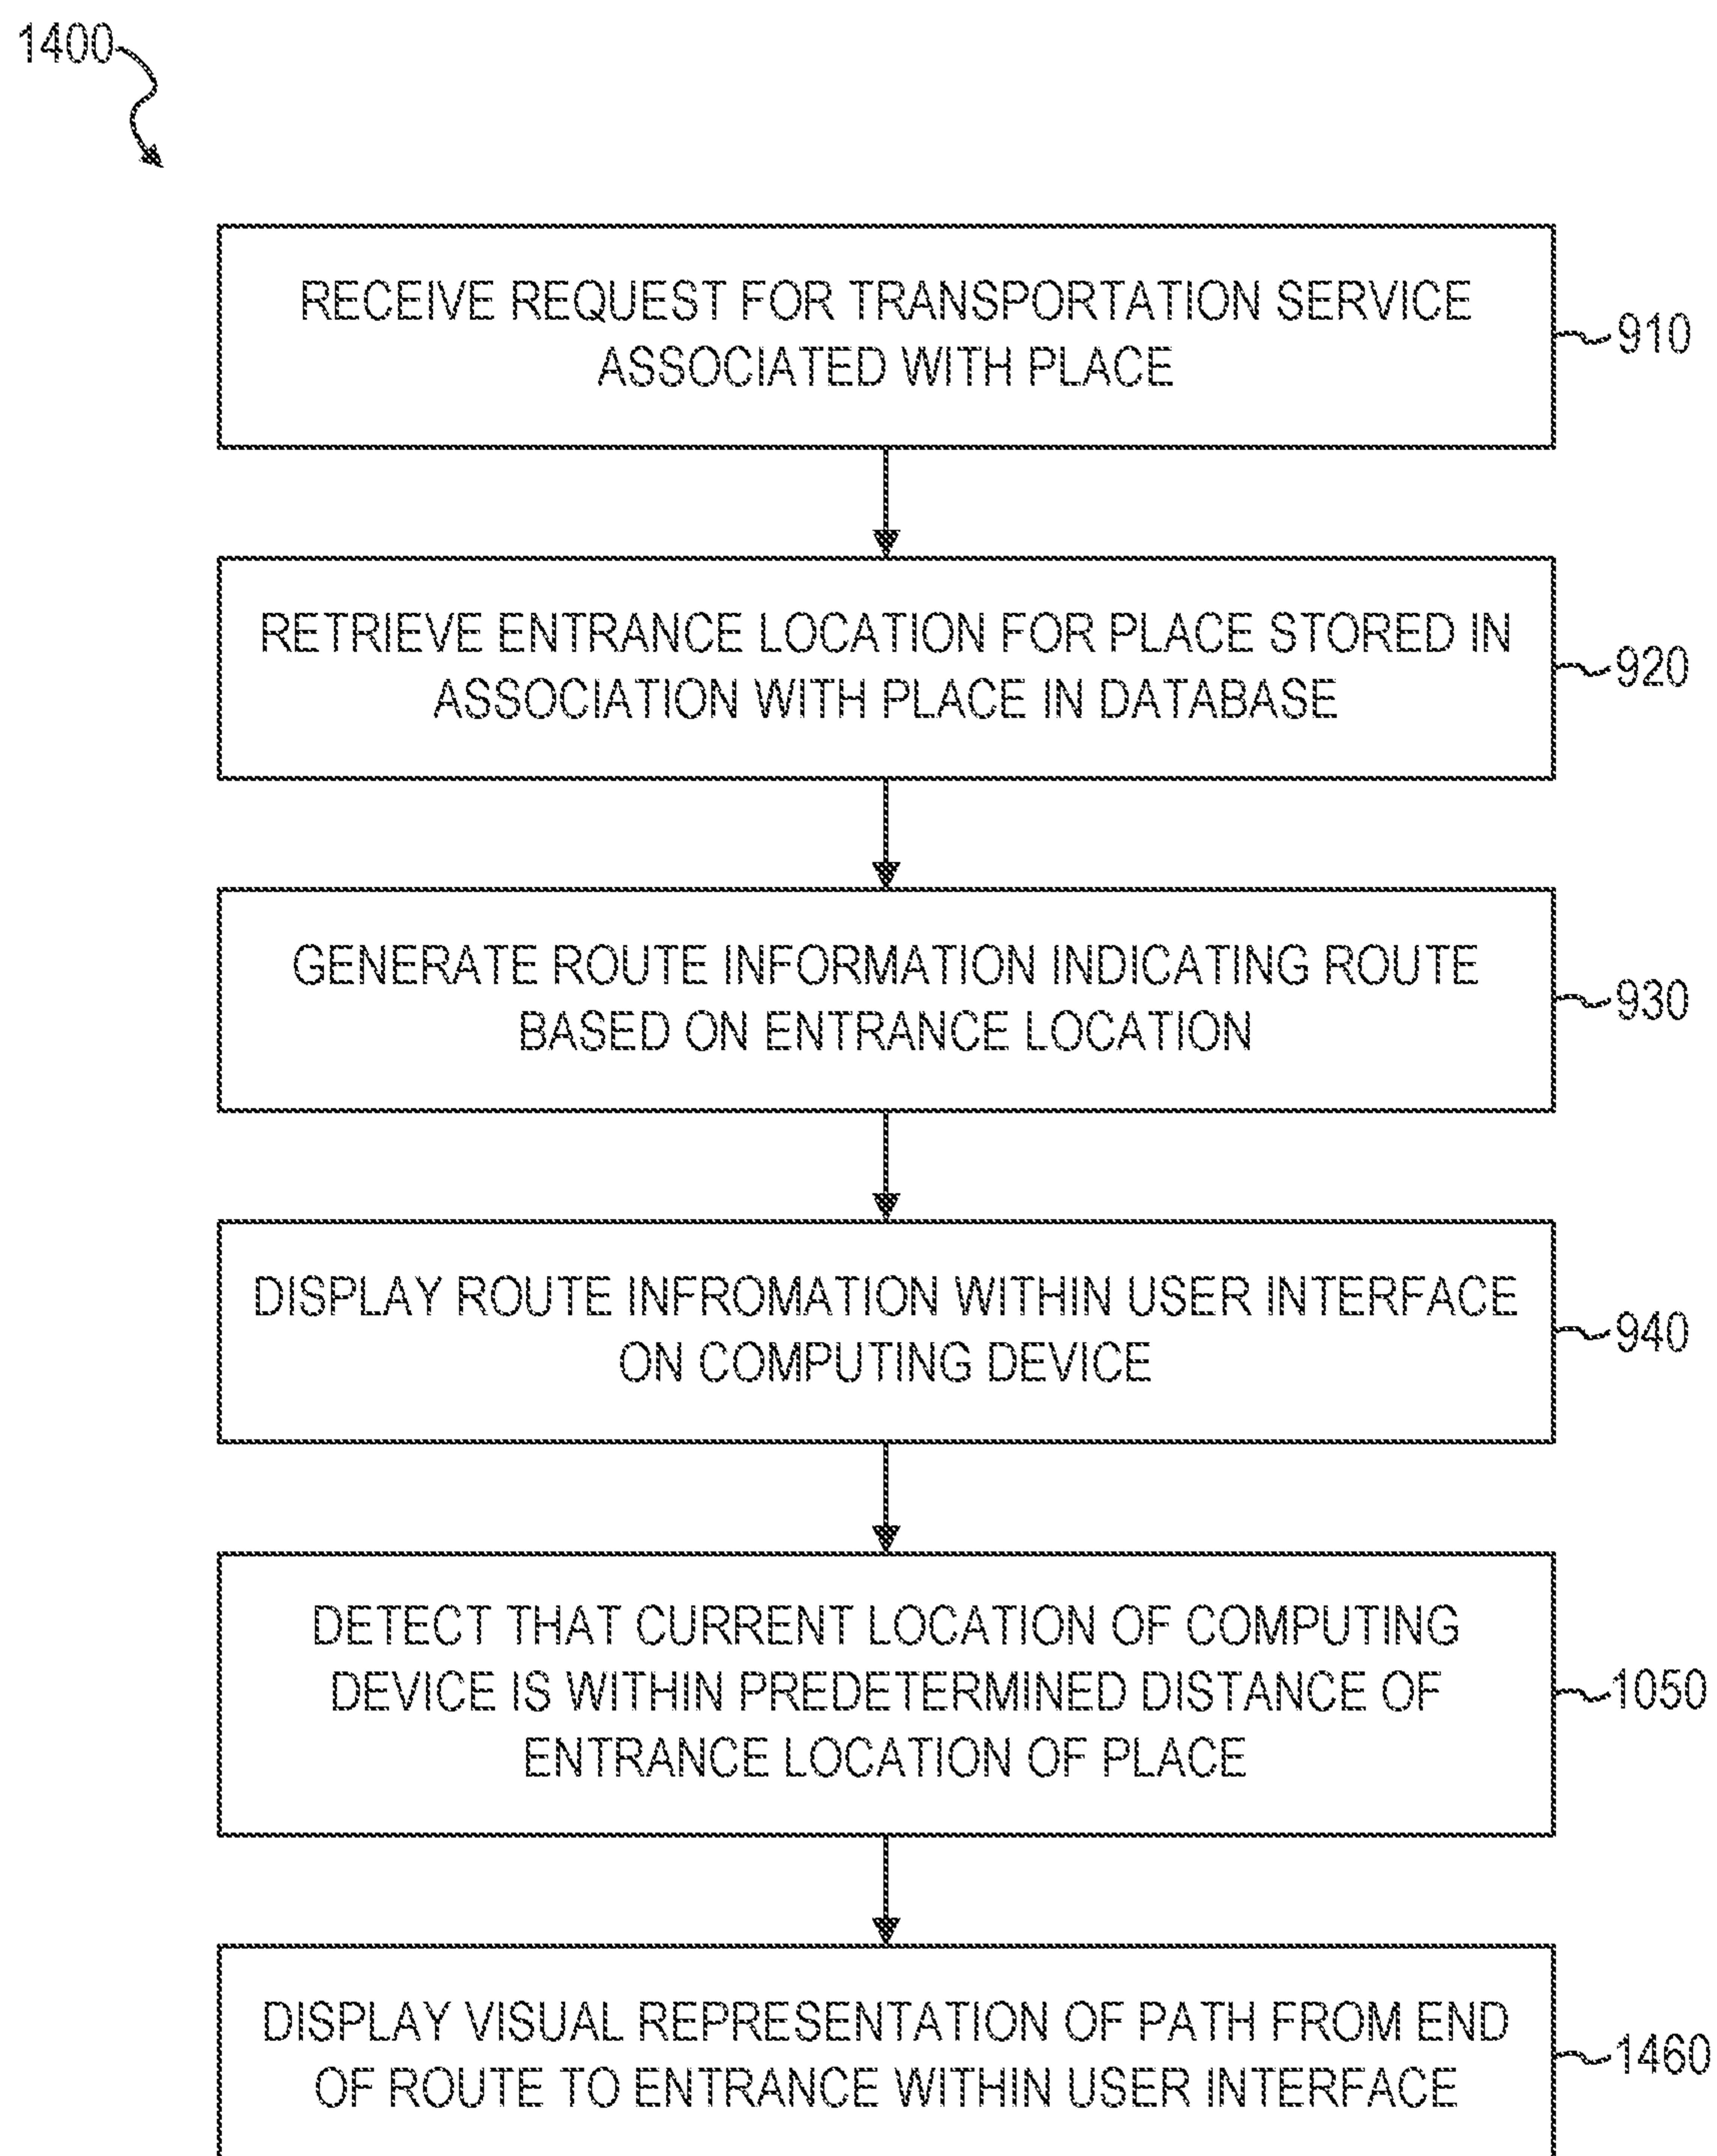 1400
RECEIVE REQUEST FOR TRANSPORTATION SERVICE
ASSOCIATED WITH PLACE
910
RETRIEVE ENTRANCE LOCATION FOR PLACE STORED IN
ASSOCIATION WITH PLACE IN DATABASE
920
GENERATE ROUTE INFORMATION INDICATING ROUTE
BASED ON ENTRANCE LOCATION
930
DISPLAY ROUTE INFROMATION WITHIN USER INTERFACE
ON COMPUTING DEVICE
940
DETECT THAT CURRENT LOCATION OF COMPUTING
DEVICE IS WITHIN PREDETERMINED DISTANCE OF
ENTRANCE LOCATION OF PLACE
1050
DISPLAY VISUAL REPRESENTATION OF PATH FROM END
OF ROUTE TO ENTRANCE WITHIN USER INTERFACE
1460